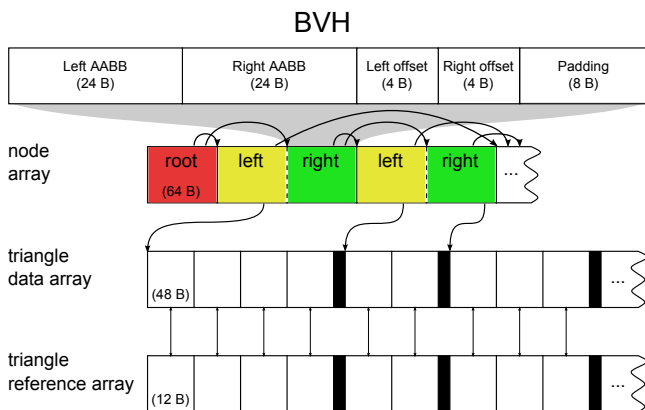 BVH
Left AABB
(24 B)
Right AABB
(24 B)
Left offset
(4 B)
Right offset
(4 B)
Padding
(8 B)
node
array
root
(64 B)
left
right
left
right
...
triangle
data array
(48 B)
...
triangle
reference array
(12 B)
...